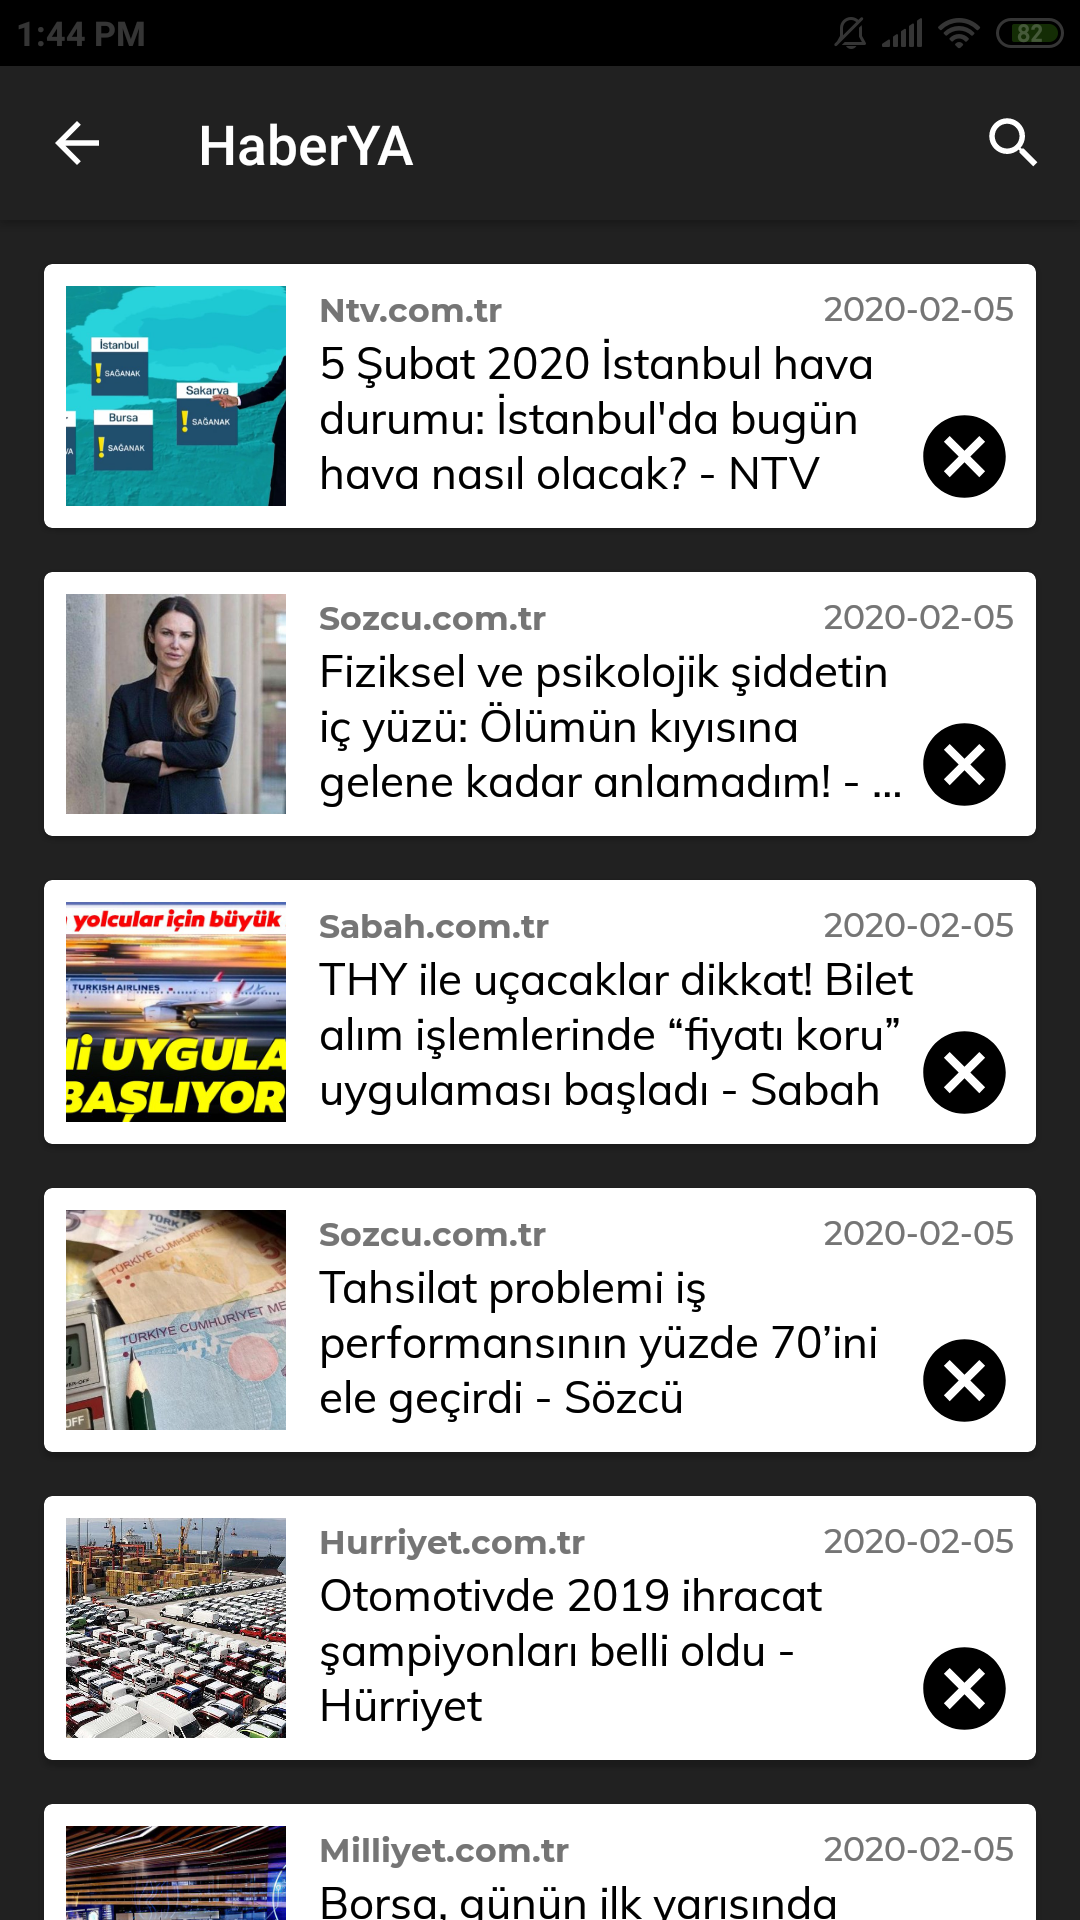 1:44 PM
82
HaberYA
Ntv.com.tr
2020-02-05
5 Şubat 2020 İstanbul hava
durumu: İstanbul'da bugün
hava nasıl olacak? - NTV
İstanbul
SAĞANAK
Sakarya
SAĞANAK
Bursa
SAĞANAK
Sozcu.com.tr
2020-02-05
Fiziksel ve psikolojik şiddetin
iç yüzü: Ölümün kıyısına
gelene kadar anlamadım! - ...
yolcular için büyük
TURKISH AIRLINES
UYGULA
BAŞLIYOR
Sabah.com.tr
2020-02-05
THY ile uçacaklar dikkat! Bilet
alım işlemlerinde “fiyatı koru”
uygulaması başladı - Sabah
TÜRKİYE CUMHURİYET ME
OFF
Sozcu.com.tr
2020-02-05
Tahsilat problemi iş
performansının yüzde 70’ini
ele geçirdi - Sözcü
Hurriyet.com.tr
2020-02-05
Otomotivde 2019 ihracat
şampiyonları belli oldu -
Hürriyet
Milliyet.com.tr
2020-02-05
Borsa, günün ilk yarısında